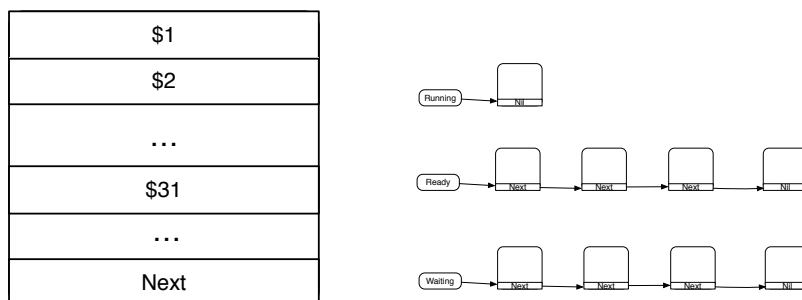 $1
$2
...
$31
...
Next
Running
Nil
Ready
Next Next Next Nil
Waiting
Next Next Next Nil